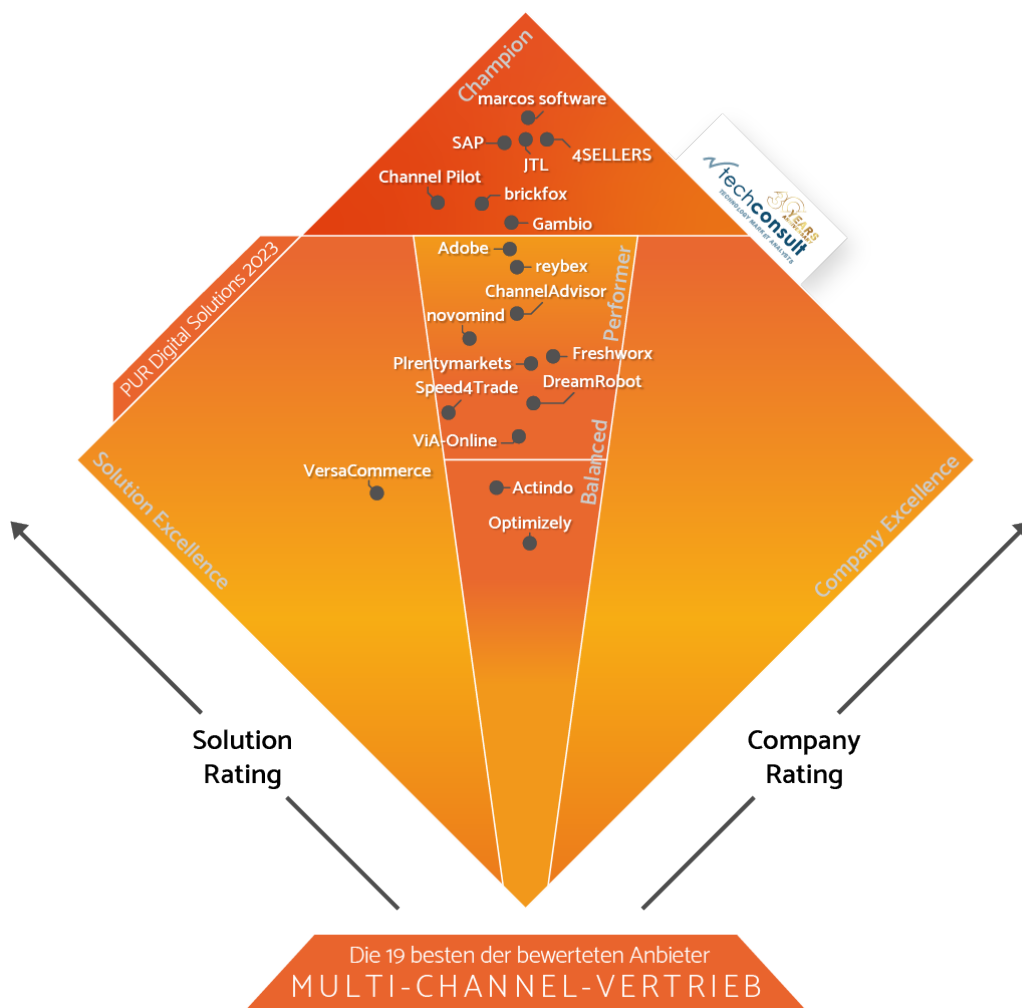 Champion
marcos software
SAP
JTL
4SELLERS
Channel Pilot
brickfox
Gambio
techconsult
30 YEARS
TECHNOLOGY MARKET ANALYSTS
PUR Digital Solutions 2023
Adobe
reybex
ChannelAdvisor
Performer
novomind
Freshworx
Plrentymarkets
DreamRobot
Speed4Trade
ViA-Online
Balanced
VersaCommerce
Actindo
Optimizely
Solution Excellence
Company Excellence
Solution
Rating
Company
Rating
Die 19 besten der bewerteten Anbieter
MULTI-CHANNEL-VERTRIEB